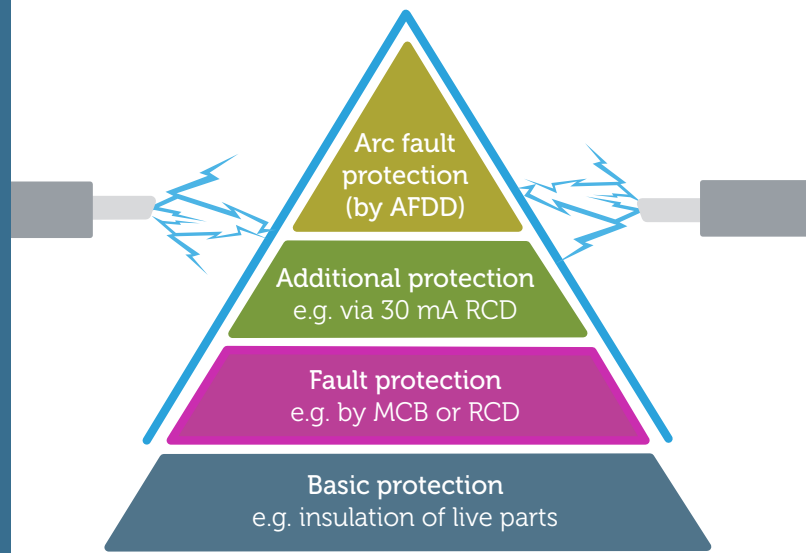 Arc fault
protection
(by AFDD)
Additional protection
e.g. via 30 mA RCD
Fault protection
e.g. by MCB or RCD
Basic protection
e.g. insulation of live parts